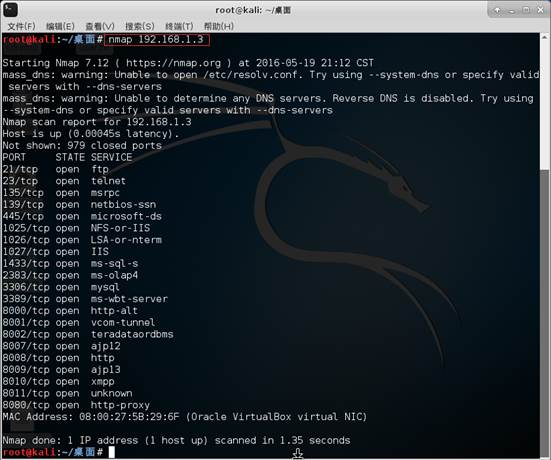 root@kali: ~/桌面
文件(F) 编辑(E) 查看(V) 搜索(S) 终端(T) 帮助(H)
root@kali:~/桌面# nmap 192.168.1.3
Starting Nmap 7.12 ( https://nmap.org ) at 2016-05-19 21:12 CST
mass_dns: warning: Unable to open /etc/resolv.conf. Try using --system-dns or specify valid
 servers with --dns-servers
mass_dns: warning: Unable to determine any DNS servers. Reverse DNS is disabled. Try using
--system-dns or specify valid servers with --dns-servers
Nmap scan report for 192.168.1.3
Host is up (0.00045s latency).
Not shown: 979 closed ports
PORT     STATE SERVICE
21/tcp   open  ftp
23/tcp   open  telnet
135/tcp  open  msrpc
139/tcp  open  netbios-ssn
445/tcp  open  microsoft-ds
1025/tcp open  NFS-or-IIS
1026/tcp open  LSA-or-nterm
1027/tcp open  IIS
1433/tcp open  ms-sql-s
2383/tcp open  ms-olap4
3306/tcp open  mysql
3389/tcp open  ms-wbt-server
8000/tcp open  http-alt
8001/tcp open  vcom-tunnel
8002/tcp open  teradataordbms
8007/tcp open  ajp12
8008/tcp open  http
8009/tcp open  ajp13
8010/tcp open  xmpp
8011/tcp open  unknown
8080/tcp open  http-proxy
MAC Address: 08:00:27:5B:29:6F (Oracle VirtualBox virtual NIC)
Nmap done: 1 IP address (1 host up) scanned in 1.35 seconds
root@kali:~/桌面#